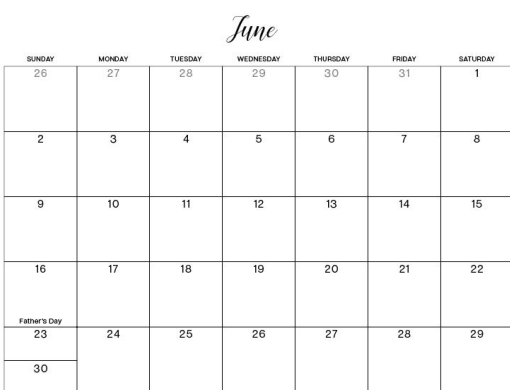 June
SUNDAY MONDAY TUESDAY WEDNESDAY THURSDAY FRIDAY SATURDAY
26 27 28 29 30 31 1
2 3 4 5 6 7 8
9 10 11 12 13 14 15
16 17 18 19 20 21 22
Father's Day
23 24 25 26 27 28 29
30